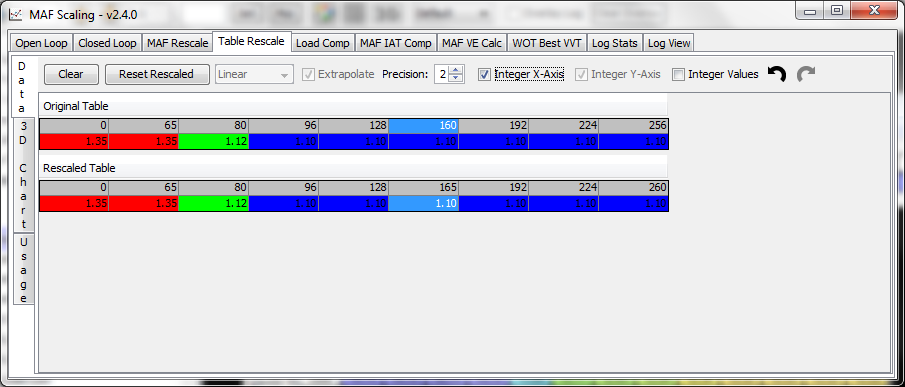 MAF Scaling - v2.4.0
Open Loop Closed Loop MAF Rescale Table Rescale Load Comp MAF IAT Comp MAF VE Calc WOT Best VVT Log Stats Log View
Data
3D Chart
Usage
Clear Reset Rescaled Linear Extrapolate Precision: 2 Integer X-Axis Integer Y-Axis Integer Values
Original Table
0 65 80 96 128 160 192 224 256
1.35 1.35 1.12 1.10 1.10 1.10 1.10 1.10 1.10
Rescaled Table
0 65 80 96 128 165 192 224 260
1.35 1.35 1.12 1.10 1.10 1.10 1.10 1.10 1.10